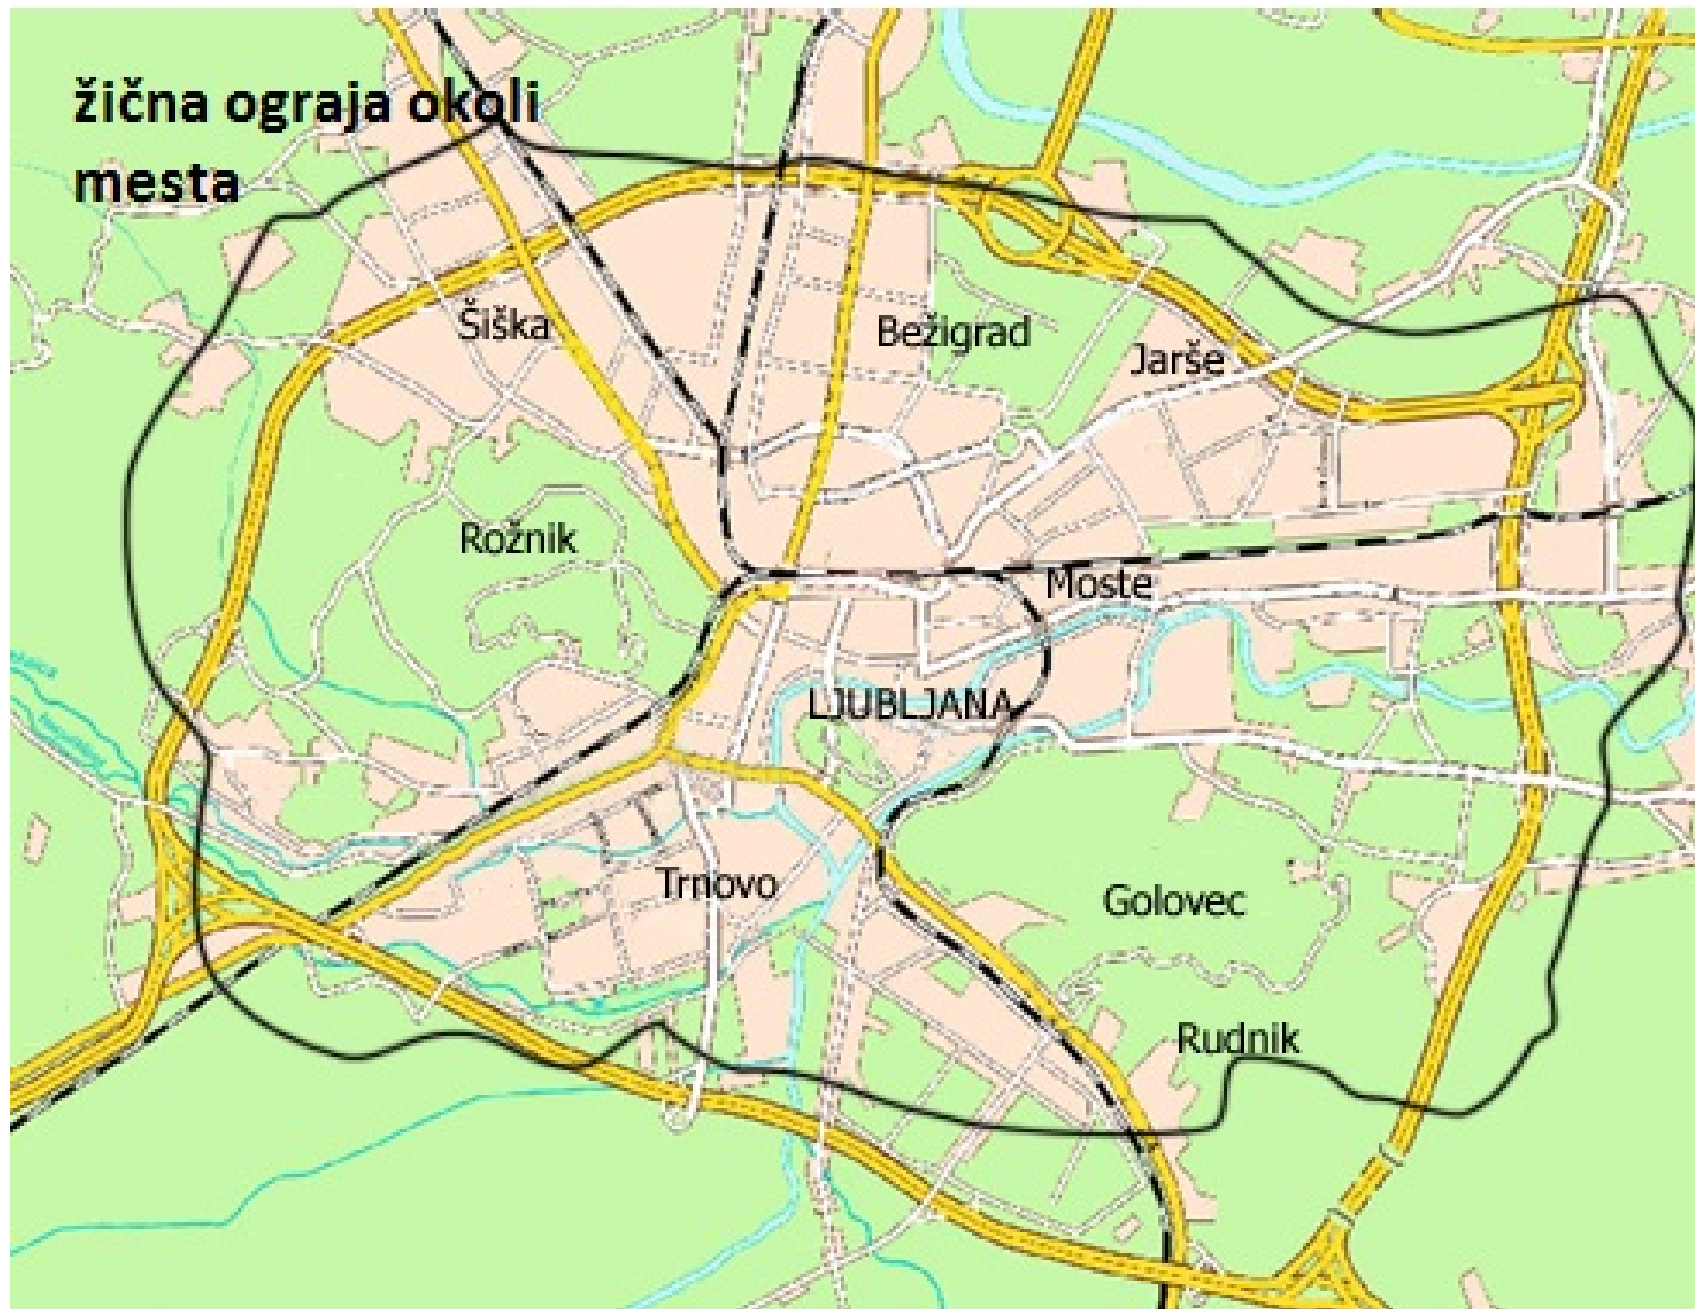 žična ograja okoli
mesta
Šiška
Bežigrad
Jarše
Rožnik
Moste
LJUBLJANA
Trnovo
Golovec
Rudnik